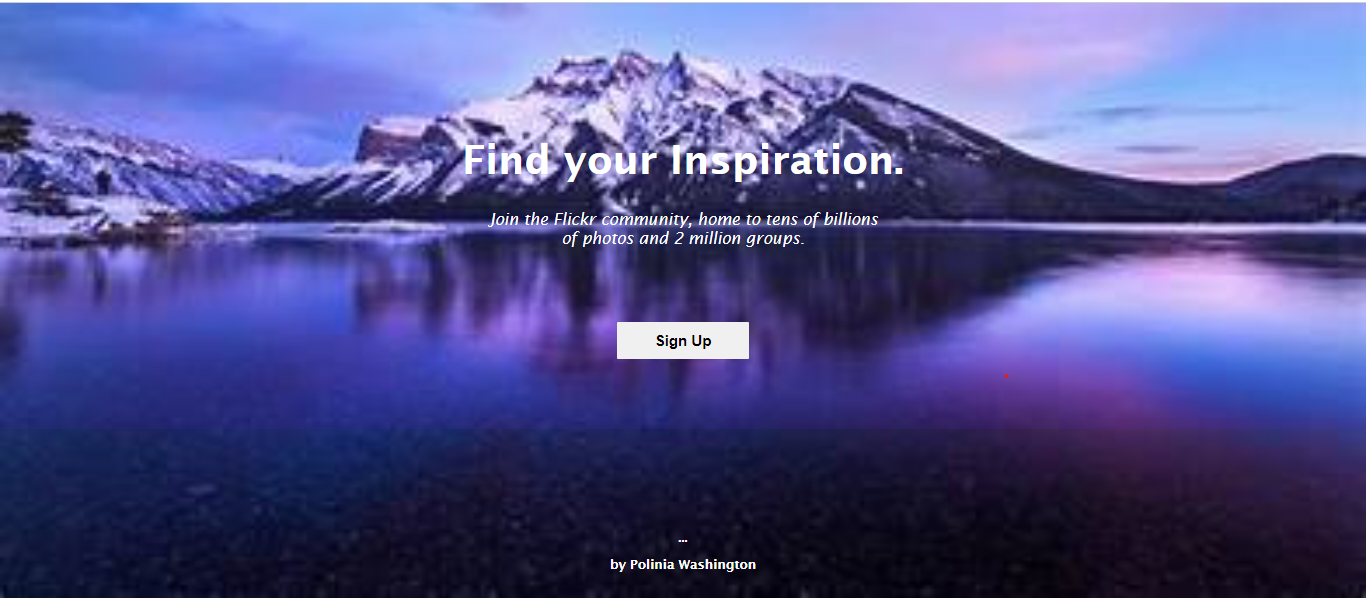 Find your Inspiration.
Join the Flickr community, home to tens of billions
of photos and 2 million groups.
Sign Up
...
by Polinia Washington